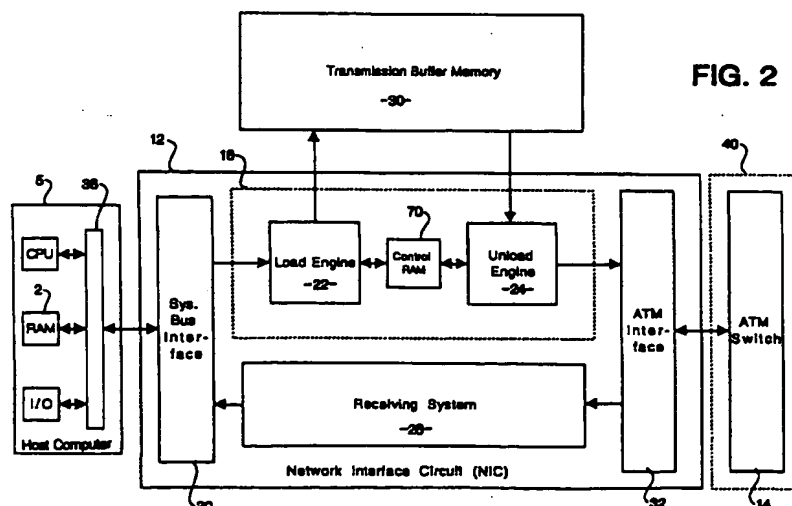 FIG. 2
Transmission Buffer Memory
-30-
12
18
40
5
36
70
CPU
2
RAM
I/O
Host Computer
Sys.
Bus
Inter-
face
Load Engine
-22-
Control
RAM
Unload
Engine
-24-
ATM
Inter-
face
ATM
Switch
Receiving System
-28-
Network Interface Circuit (NIC)
32
14